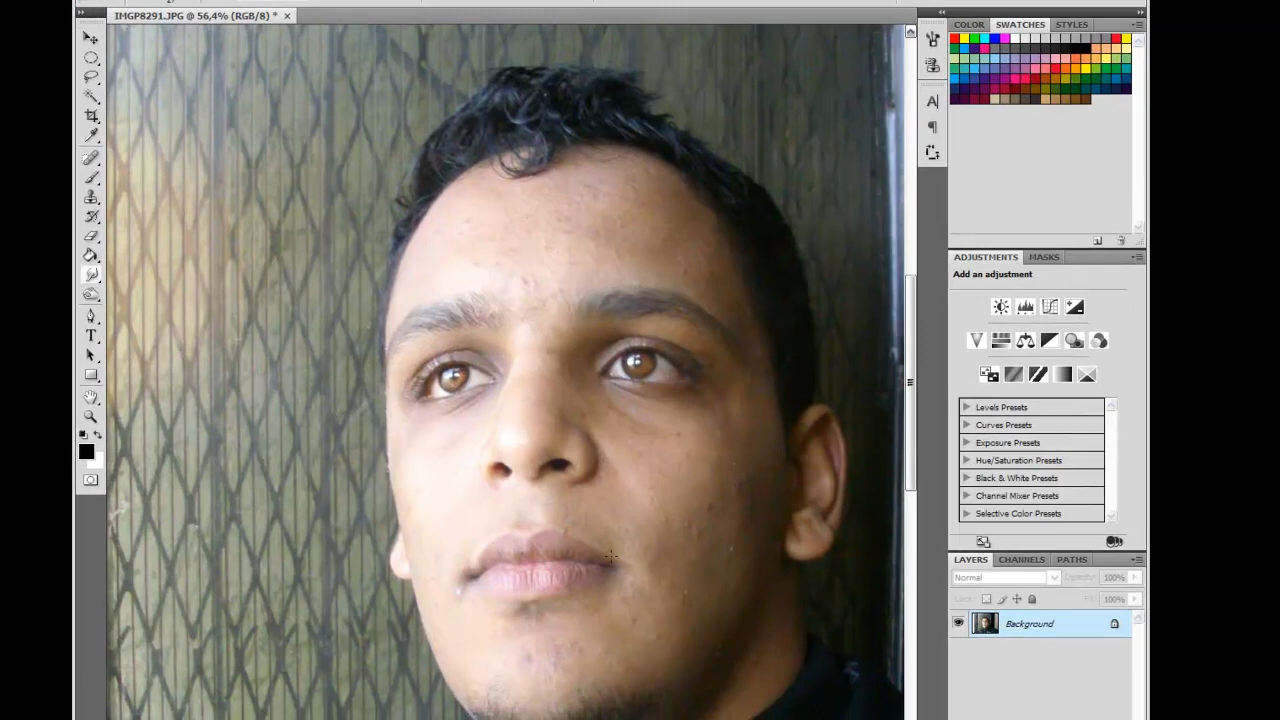 IMGP8291.JPG @ 56,4% (RGB/8) *
COLOR SWATCHES STYLES
ADJUSTMENTS MASKS
Add an adjustment
Levels Presets
Curves Presets
Exposure Presets
Hue/Saturation Presets
Black & White Presets
Channel Mixer Presets
Selective Color Presets
LAYERS CHANNELS PATHS
Normal Opacity: 100%
Lock: 100%
Background